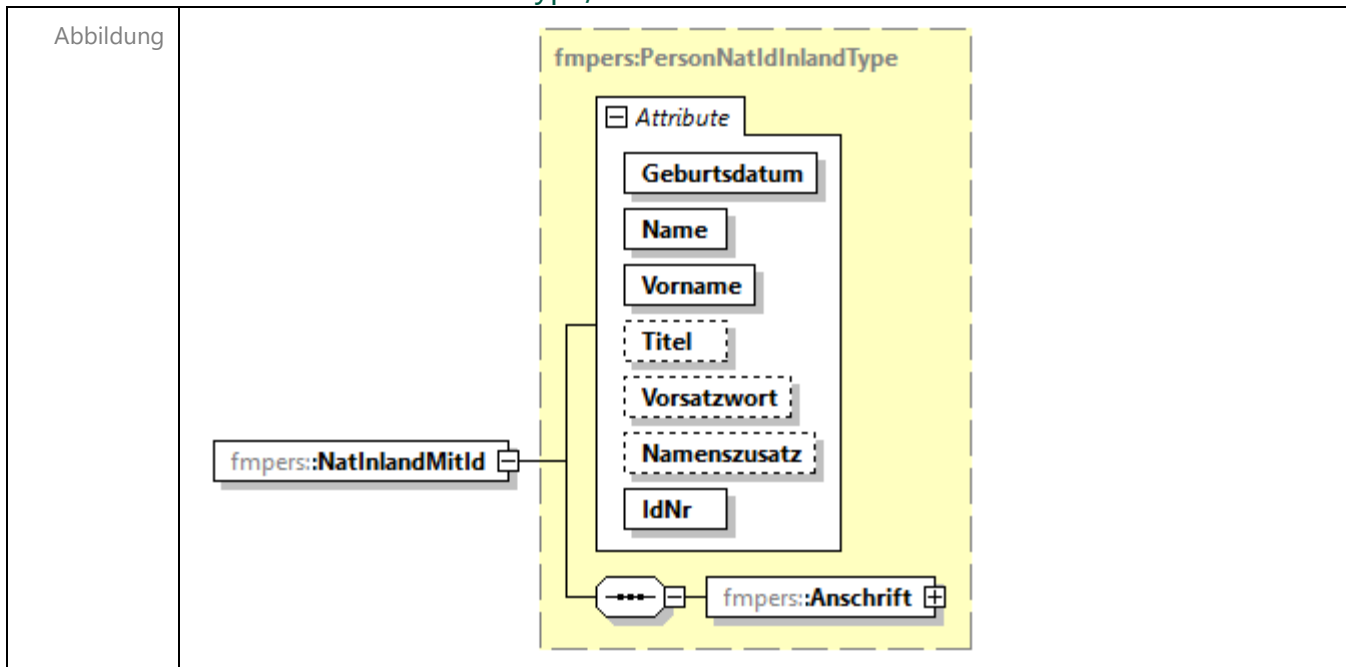 Abbildung
fmpers:PersonNatIdInlandType
Attribute
Geburtsdatum
Name
Vorname
Titel
Vorsatzwort
Namenszusatz
fmpers::NatInlandMitId
IdNr
fmpers::Anschrift